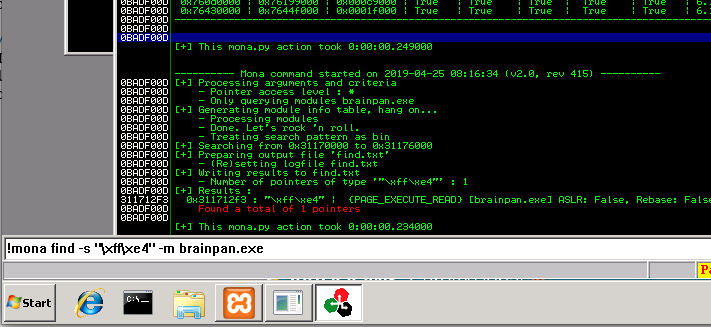 0BADF00D | 0x760d0000 | 0x76199000 | 0x000c9000 | True | True | True
0BADF00D | 0x76430000 | 0x7644f000 | 0x0001f000 | True | True | True | 6.1
0BADF00D ----------
0BADF00D
0BADF00D
0BADF00D [+] This mona.py action took 0:00:00.249000
0BADF00D
0BADF00D ---------- Mona command started on 2019-04-25 08:16:34 (v2.0, rev 415) ----------
0BADF00D [+] Processing arguments and criteria
0BADF00D - Pointer access level : *
0BADF00D - Only querying modules brainpan.exe
0BADF00D [+] Generating module info table, hang on...
0BADF00D - Processing modules
0BADF00D - Done. Let's rock 'n roll.
0BADF00D - Treating search pattern as bin
0BADF00D [+] Searching from 0x31170000 to 0x31176000
0BADF00D [+] Preparing output file 'find.txt'
0BADF00D - (Re)setting logfile find.txt
0BADF00D [+] Writing results to find.txt
0BADF00D - Number of pointers of type '"\xff\xe4"' : 1
0BADF00D [+] Results :
311712F3 0x311712f3 : "\xff\xe4" | {PAGE_EXECUTE_READ} [brainpan.exe] ASLR: False, Rebase: False
0BADF00D Found a total of 1 pointers
0BADF00D
0BADF00D [+] This mona.py action took 0:00:00.234000
!mona find -s "\xff\xe4" -m brainpan.exe
Pa
Start
C:\